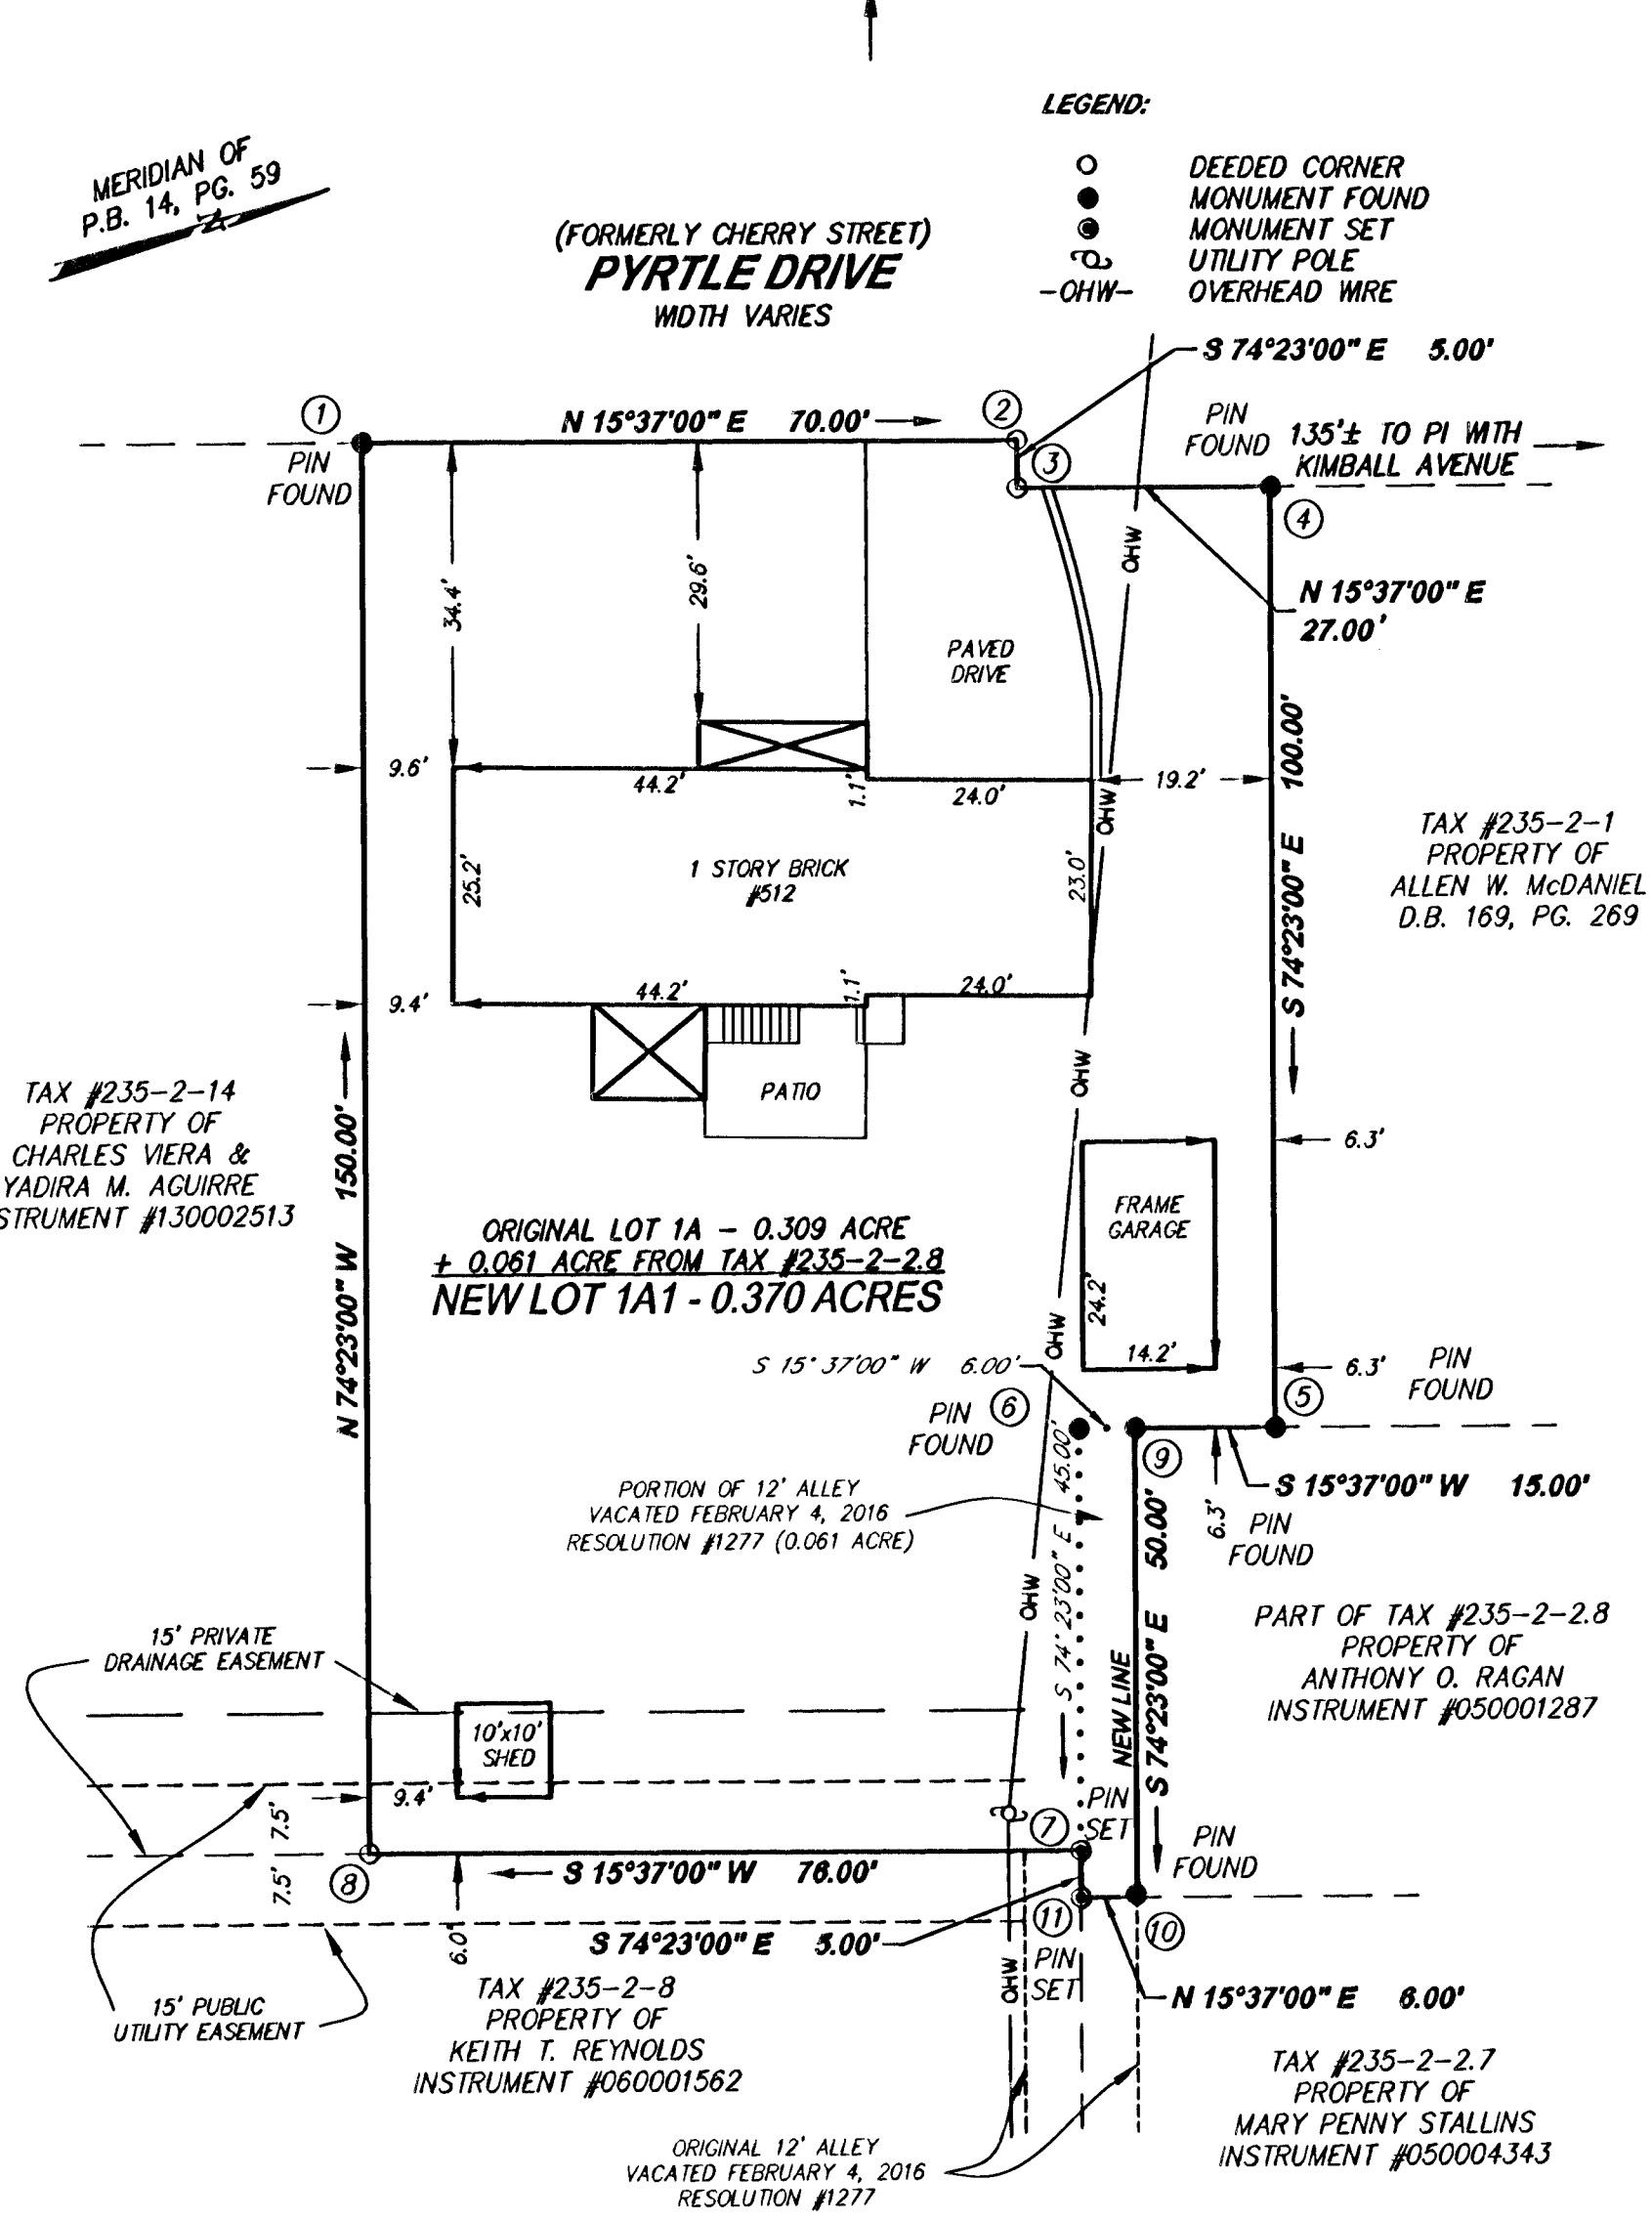 LEGEND:
DEEDED CORNER
MONUMENT FOUND
MONUMENT SET
UTILITY POLE
-OHW- OVERHEAD WIRE
MERIDIAN OF
P.B. 14, PG. 59
(FORMERLY CHERRY STREET)
PYRTLE DRIVE
WIDTH VARIES
S 74°23'00" E 5.00'
1
PIN
FOUND
N 15°37'00" E 70.00'
2
3
PIN
FOUND
135'± TO PI WITH
KIMBALL AVENUE
4
N 15°37'00" E
27.00'
34.4'
29.6'
PAVED
DRIVE
OHW
9.6'
44.2'
1.1'
24.0'
19.2'
S 74°23'00" E 100.00'
OHW
25.2'
1 STORY BRICK
#512
23.0'
TAX #235-2-1
PROPERTY OF
ALLEN W. McDANIEL
D.B. 169, PG. 269
9.4'
44.2'
1.1'
24.0'
PATIO
OHW
TAX #235-2-14
PROPERTY OF
CHARLES VIERA &
YADIRA M. AGUIRRE
STRUMENT #130002513
N 74°23'00" W 150.00'
6.3'
FRAME
GARAGE
24.2'
14.2'
ORIGINAL LOT 1A - 0.309 ACRE
+ 0.061 ACRE FROM TAX #235-2-2.8
NEW LOT 1A1 - 0.370 ACRES
OHW
S 15°37'00" W 6.00'
6.3'
PIN
FOUND
5
PIN
FOUND
6
9
S 15°37'00" W 15.00'
6.3'
PIN
FOUND
PORTION OF 12' ALLEY
VACATED FEBRUARY 4, 2016
RESOLUTION #1277 (0.061 ACRE)
S 74°23'00" E 45.00'
OHW
NEW LINE
S 74°23'00" E 50.00'
PART OF TAX #235-2-2.8
PROPERTY OF
ANTHONY O. RAGAN
INSTRUMENT #050001287
15' PRIVATE
DRAINAGE EASEMENT
10'x10'
SHED
9.4'
7.5'
7.5'
7
PIN
SET
PIN
FOUND
8
S 15°37'00" W 76.00'
6.0'
S 74°23'00" E 5.00'
11
10
PIN
SET
OHW
N 15°37'00" E 6.00'
15' PUBLIC
UTILITY EASEMENT
TAX #235-2-8
PROPERTY OF
KEITH T. REYNOLDS
INSTRUMENT #060001562
TAX #235-2-2.7
PROPERTY OF
MARY PENNY STALLINS
INSTRUMENT #050004343
ORIGINAL 12' ALLEY
VACATED FEBRUARY 4, 2016
RESOLUTION #1277